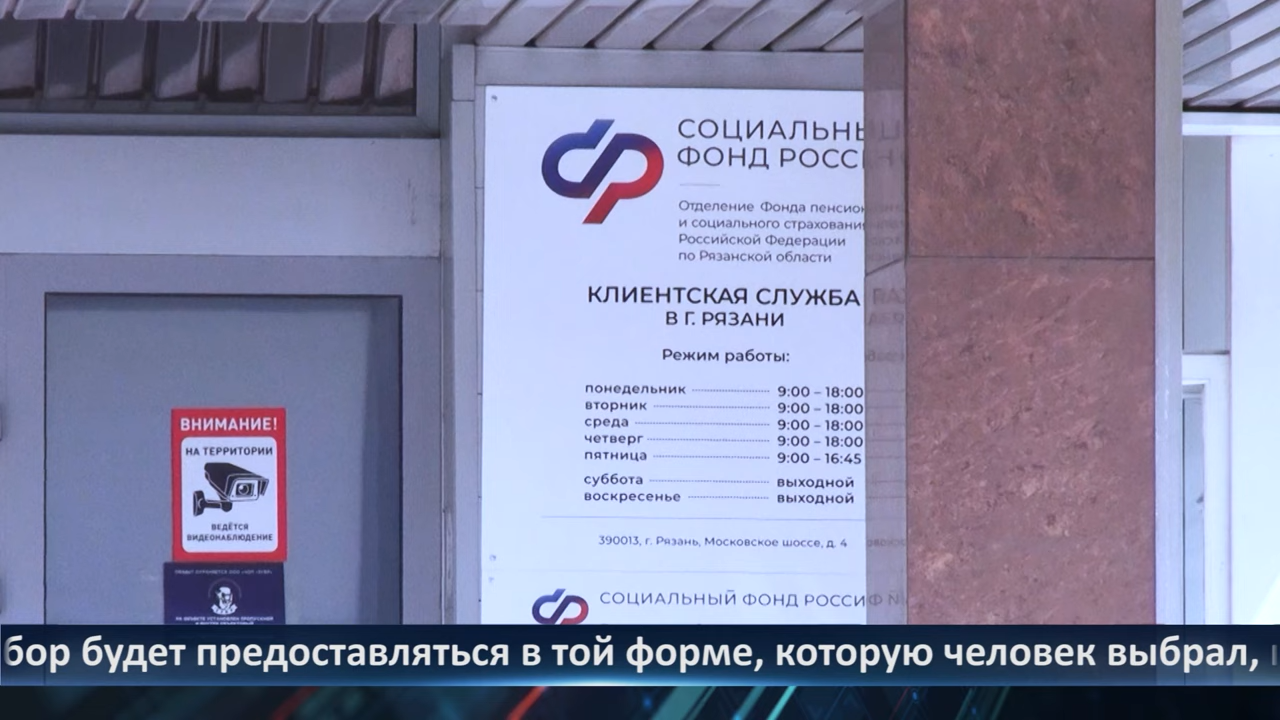 СОЦИАЛЬНЫ
ФОНД РОССИ
Отделение Фонда пенсион
и социального страховани
Российской Федерации
по Рязанской области
КЛИЕНТСКАЯ СЛУЖБА
В Г. РЯЗАНИ
Режим работы:
понедельник 9:00 – 18:00
вторник 9:00 – 18:00
среда 9:00 – 18:00
четверг 9:00 – 18:00
пятница 9:00 – 16:45
суббота выходной
воскресенье выходной
390013, г. Рязань, Московское шоссе, д. 4
СОЦИАЛЬНЫЙ ФОНД РОССИ
ВНИМАНИЕ!
НА ТЕРРИТОРИИ
ВЕДЁТСЯ
ВИДЕОНАБЛЮДЕНИЕ
бор будет предоставляться в той форме, которую человек выбрал,